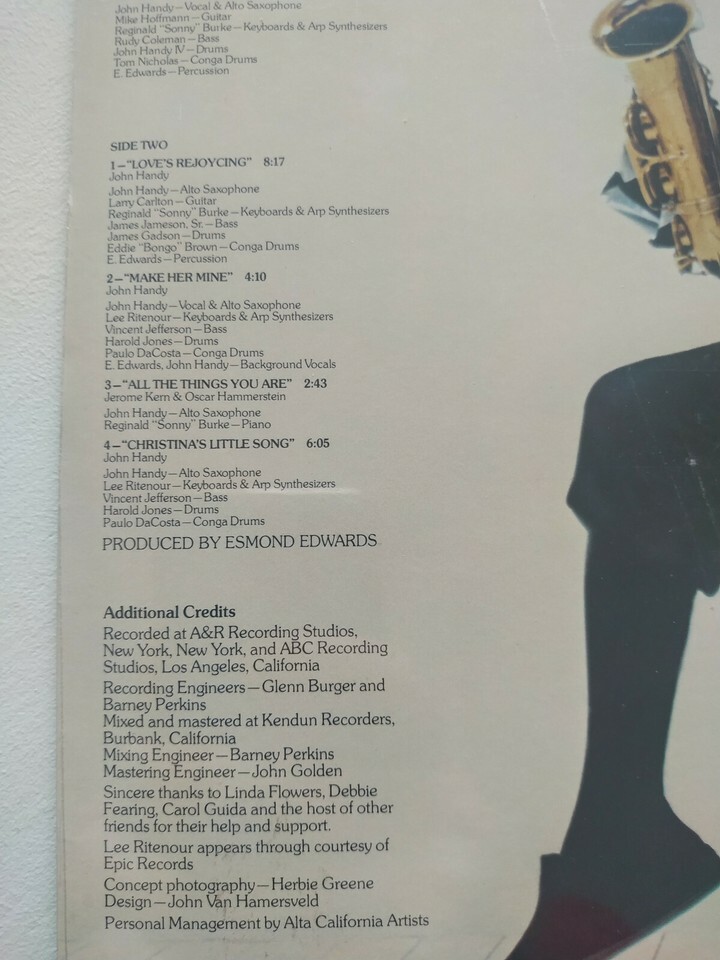 John Handy—Vocal & Alto Saxophone
Mike Hoffmann—Guitar
Reginald "Sonny" Burke—Keyboards & Arp Synthesizers
Rudy Coleman—Bass
John Handy IV—Drums
Tom Nicholas—Conga Drums
E. Edwards—Percussion
SIDE TWO
1—"LOVE'S REJOYCING" 8:17
John Handy
John Handy—Alto Saxophone
Larry Carlton—Guitar
Reginald "Sonny" Burke—Keyboards & Arp Synthesizers
James Jameson, Sr.—Bass
James Gadson—Drums
Eddie "Bongo" Brown—Conga Drums
E. Edwards—Percussion
2—"MAKE HER MINE" 4:10
John Handy
John Handy—Vocal & Alto Saxophone
Lee Ritenour—Keyboards & Arp Synthesizers
Vincent Jefferson—Bass
Harold Jones—Drums
Paulo DaCosta—Conga Drums
E. Edwards, John Handy—Background Vocals
3—"ALL THE THINGS YOU ARE" 2:43
Jerome Kern & Oscar Hammerstein
John Handy—Alto Saxophone
Reginald "Sonny" Burke—Piano
4—"CHRISTINA'S LITTLE SONG" 6:05
John Handy
John Handy—Alto Saxophone
Lee Ritenour—Keyboards & Arp Synthesizers
Vincent Jefferson—Bass
Harold Jones—Drums
Paulo DaCosta—Conga Drums
PRODUCED BY ESMOND EDWARDS
Additional Credits
Recorded at A&R Recording Studios,
New York, New York, and ABC Recording
Studios, Los Angeles, California
Recording Engineers—Glenn Burger and
Barney Perkins
Mixed and mastered at Kendun Recorders,
Burbank, California
Mixing Engineer—Barney Perkins
Mastering Engineer—John Golden
Sincere thanks to Linda Flowers, Debbie
Fearing, Carol Guida and the host of other
friends for their help and support.
Lee Ritenour appears through courtesy of
Epic Records
Concept photography—Herbie Greene
Design—John Van Hamersveld
Personal Management by Alta California Artists